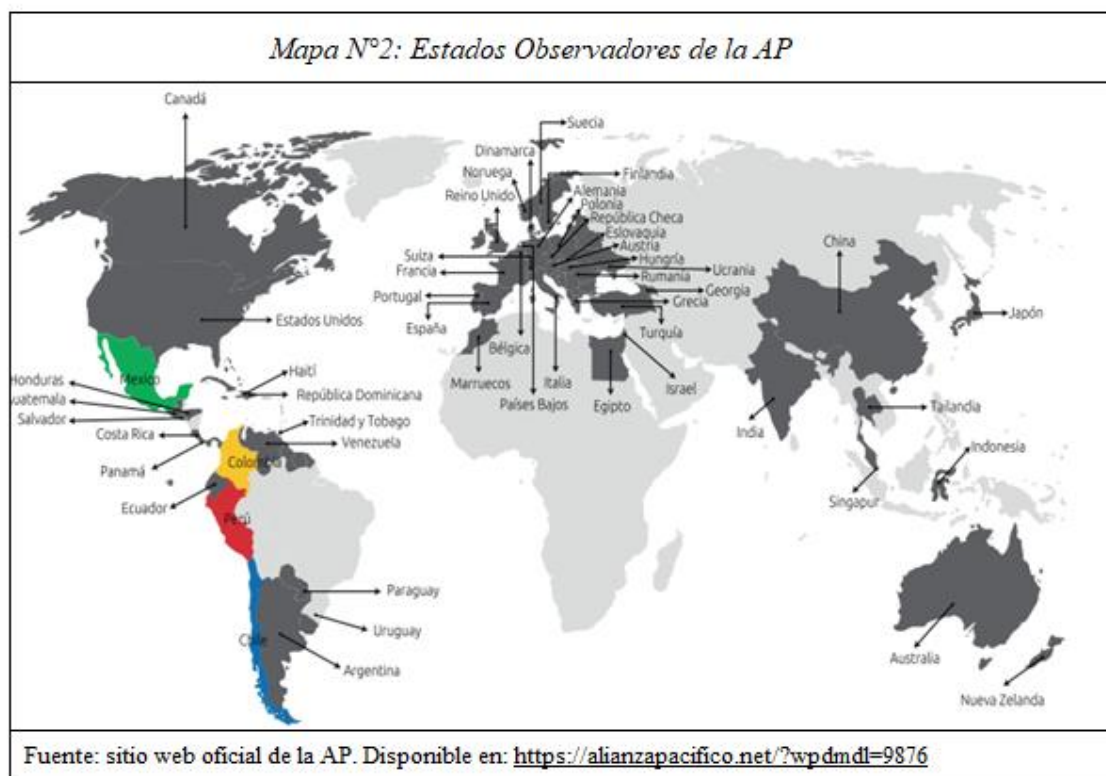 Mapa N°2: Estados Observadores de la AP
Canadá
Suecia
Dinamarca
Noruega
Finlandia
Reino Unido
Alemania
Polonia
República Checa
Eslovaquia
Suiza
Austria
China
Francia
Hungría
Ucrania
Rumanía
Portugal
Georgia
Grecia
Estados Unidos
España
Turquía
Japón
Bélgica
Haití
Mexico
Honduras
Marruecos
Italia
Israel
República Dominicana
uatemala
Países Bajos
Egipto
Tailandia
Salvador
Trinidad y Tobago
India
Costa Rica
Venezuela
Indonesia
Panamá
Colombia
Singapur
Ecuador
Perú
Paraguay
Uruguay
Chile
Australia
Argentina
Nueva Zelanda
Fuente: sitio web oficial de la AP. Disponible en: https://alianzapacifico.net/?wpdmdl=9876